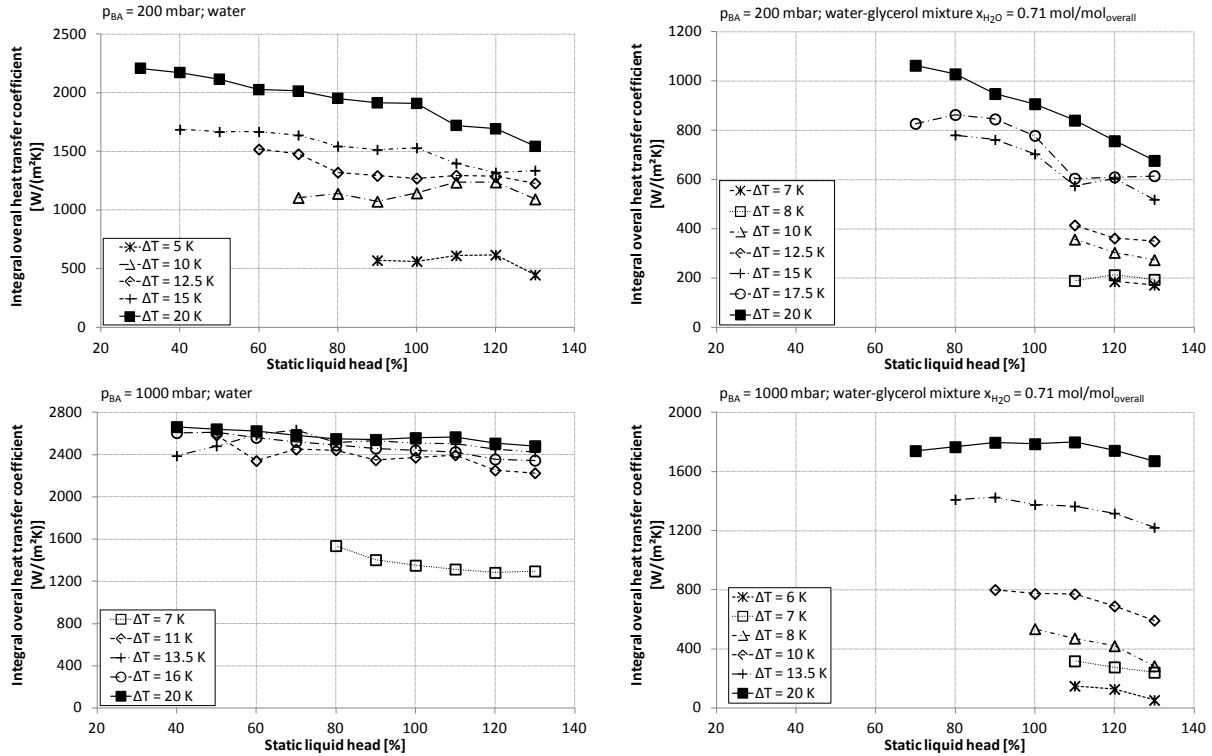 p_BA = 200 mbar; water
Integral overall heat transfer coefficient
[W/(m²K)]
2500
2000
1500
1000
500
0
ΔT = 5 K
ΔT = 10 K
ΔT = 12.5 K
ΔT = 15 K
ΔT = 20 K
20 40 60 80 100 120 140
Static liquid head [%]
p_BA = 200 mbar; water-glycerol mixture x_H₂O = 0.71 mol/mol_overall
Integral overall heat transfer coefficient
[W/(m²K)]
1200
1000
800
600
400
200
0
ΔT = 7 K
ΔT = 8 K
ΔT = 10 K
ΔT = 12.5 K
ΔT = 15 K
ΔT = 17.5 K
ΔT = 20 K
20 40 60 80 100 120 140
Static liquid head [%]
p_BA = 1000 mbar; water
Integral overall heat transfer coefficient
[W/(m²K)]
2800
2400
2000
1600
1200
800
400
0
ΔT = 7 K
ΔT = 11 K
ΔT = 13.5 K
ΔT = 16 K
ΔT = 20 K
20 40 60 80 100 120 140
Static liquid head [%]
p_BA = 1000 mbar; water-glycerol mixture x_H₂O = 0.71 mol/mol_overall
Integral overall heat transfer coefficient
[W/(m²K)]
2000
1600
1200
800
400
0
ΔT = 6 K
ΔT = 7 K
ΔT = 8 K
ΔT = 10 K
ΔT = 13.5 K
ΔT = 20 K
20 40 60 80 100 120 140
Static liquid head [%]